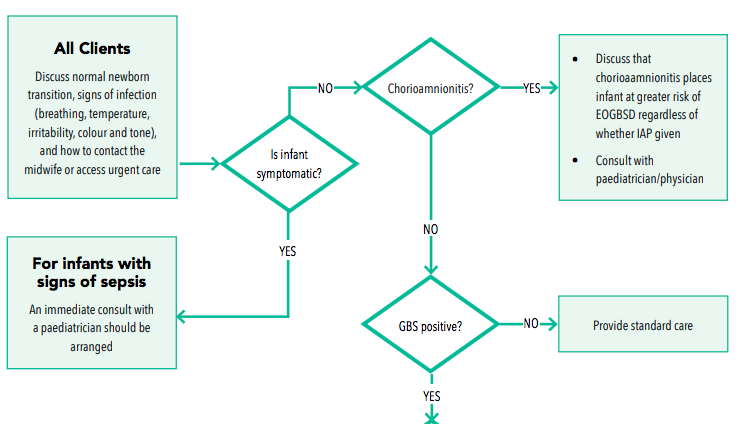 All Clients
Discuss normal newborn
transition, signs of infection
(breathing, temperature,
irritability, colour and tone),
and how to contact the
midwife or access urgent care
Is infant
symptomatic?
NO
Chorioamnionitis?
YES
• Discuss that
chorioaamnionitis places
infant at greater risk of
EOGBSD regardless of
whether IAP given
• Consult with
paediatrician/physician
YES
For infants with
signs of sepsis
An immediate consult with
a paediatrician should be
arranged
NO
GBS positive?
NO
Provide standard care
YES